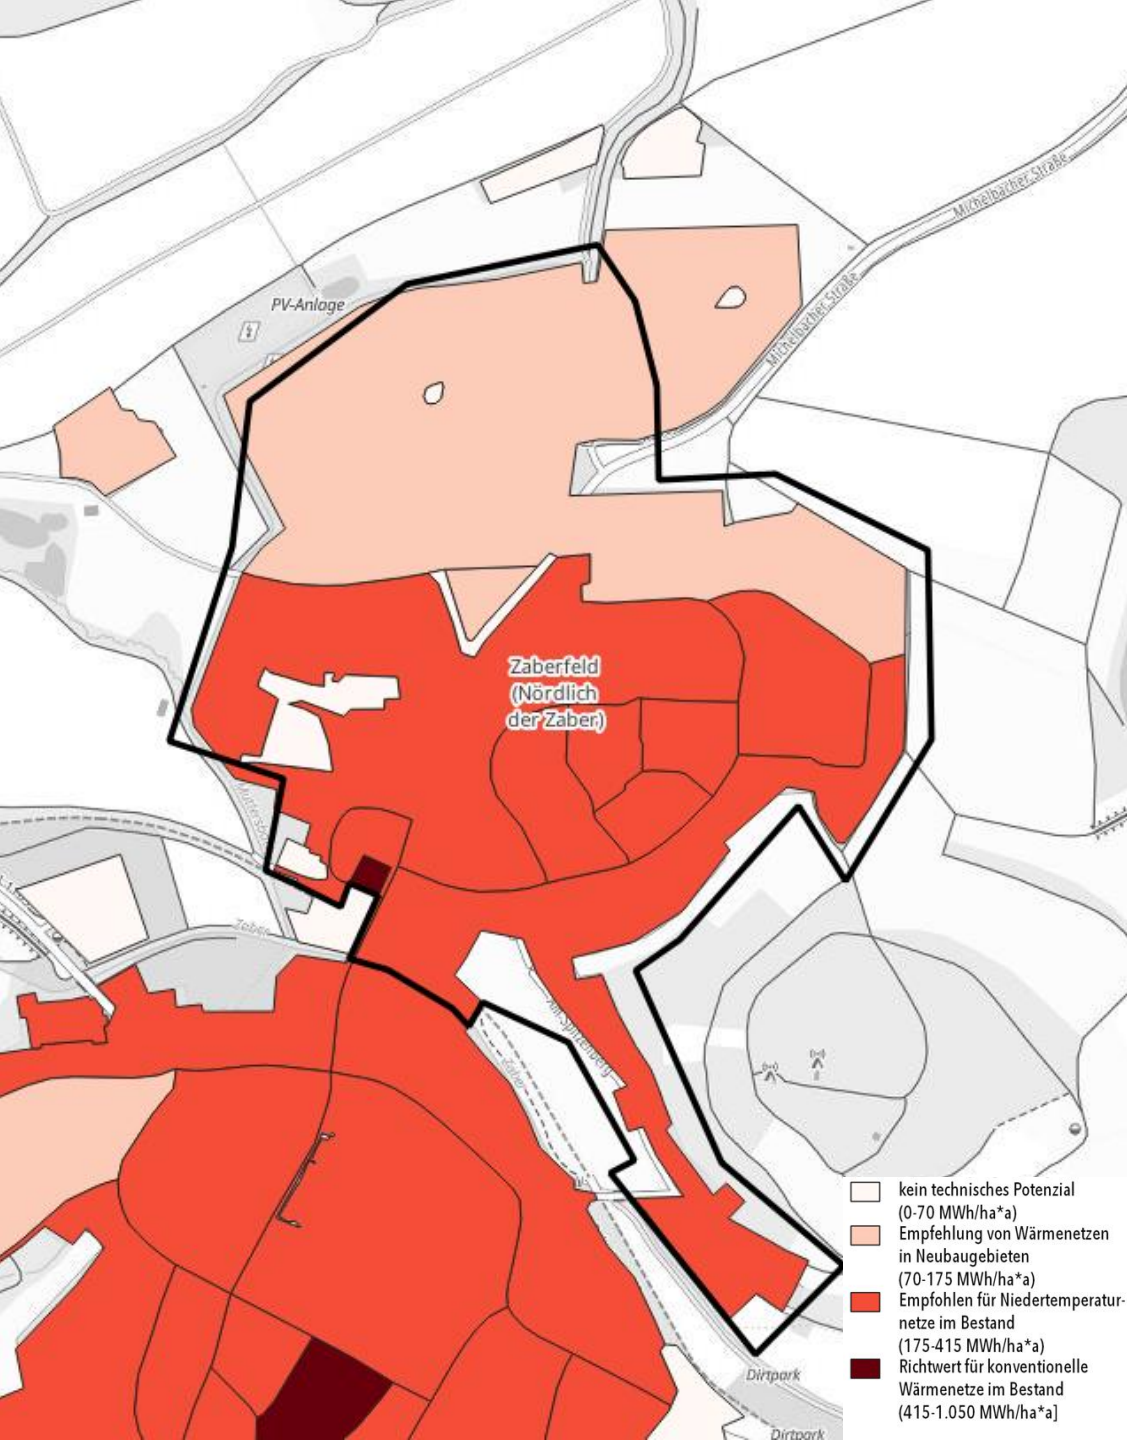 Michelbacher Straße
PV-Anlage
Michelbacher Straße
Zaberfeld
(Nördlich
der Zaber)
Zaber
Am Spitzenberg
Zaber
Dirtpark
Dirtpark
kein technisches Potenzial
(0-70 MWh/ha*a)
Empfehlung von Wärmenetzen
in Neubaugebieten
(70-175 MWh/ha*a)
Empfohlen für Niedertemperatur-
netze im Bestand
(175-415 MWh/ha*a)
Richtwert für konventionelle
Wärmenetze im Bestand
(415-1.050 MWh/ha*a]